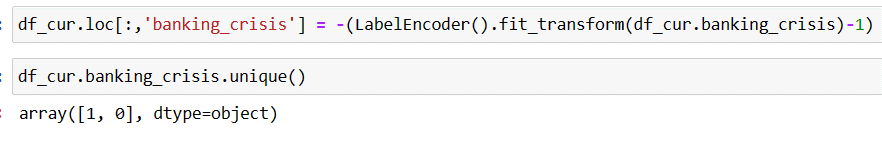 df_cur.loc[:,'banking_crisis'] = -(LabelEncoder().fit_transform(df_cur.banking_crisis)-1)
df_cur.banking_crisis.unique()
array([1, 0], dtype=object)